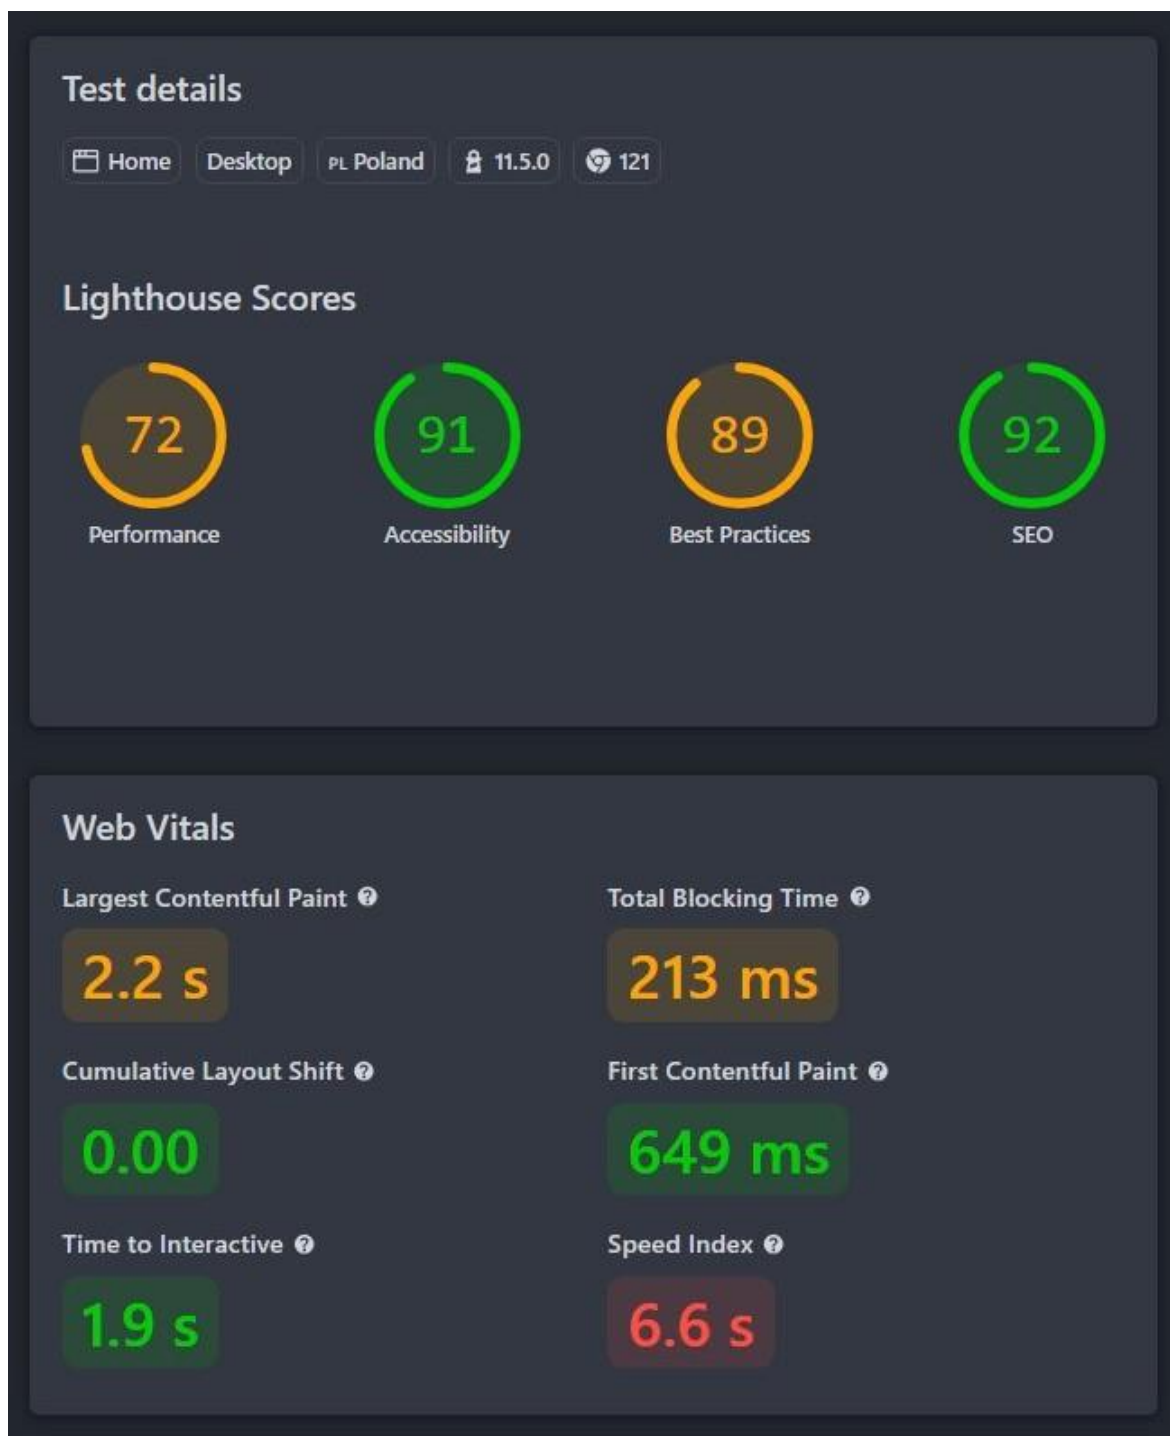 Test details
Home Desktop PL Poland 11.5.0 121
Lighthouse Scores
72 91 89 92
Performance Accessibility Best Practices SEO
Web Vitals
Largest Contentful Paint ? Total Blocking Time ?
2.2 s 213 ms
Cumulative Layout Shift ? First Contentful Paint ?
0.00 649 ms
Time to Interactive ? Speed Index ?
1.9 s 6.6 s